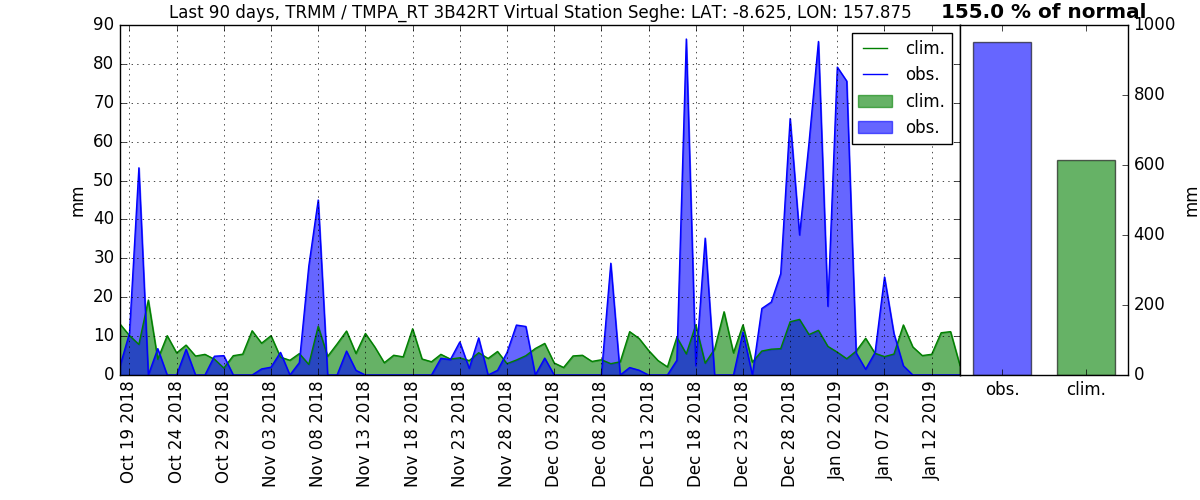 Last 90 days, TRMM / TMPA_RT 3B42RT Virtual Station Seghe: LAT: -8.625, LON: 157.875
155.0 % of normal
90
80
70
60
50
40
30
20
10
0
mm
clim.
obs.
clim.
obs.
Oct 19 2018
Oct 24 2018
Oct 29 2018
Nov 03 2018
Nov 08 2018
Nov 13 2018
Nov 18 2018
Nov 23 2018
Nov 28 2018
Dec 03 2018
Dec 08 2018
Dec 13 2018
Dec 18 2018
Dec 23 2018
Dec 28 2018
Jan 02 2019
Jan 07 2019
Jan 12 2019
1000
800
600
400
200
0
mm
obs.
clim.